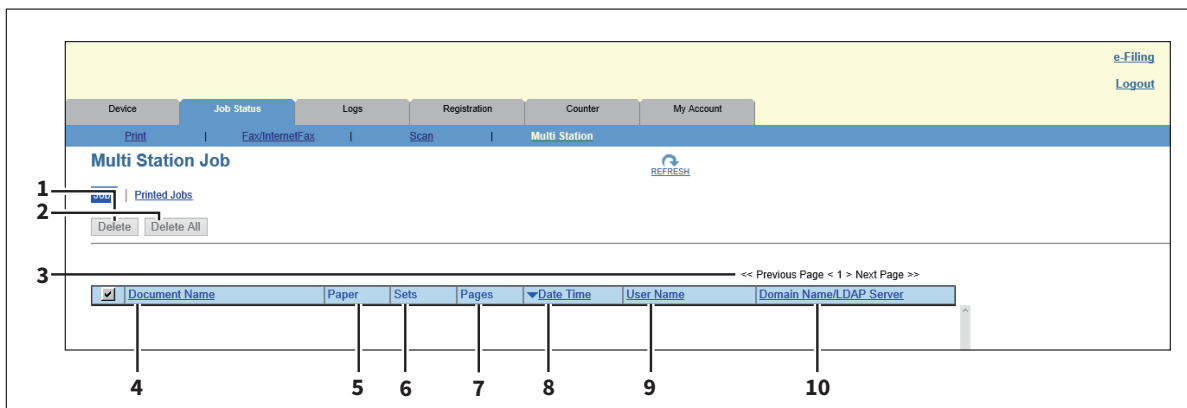 e-Filing
Logout
Device Job Status Logs Registration Counter My Account
Print | Fax/InternetFax | Scan | Multi Station
Multi Station Job REFRESH
1
Job | Printed Jobs
2
Delete Delete All
3 << Previous Page < 1 > Next Page >>
Document Name Paper Sets Pages Date Time User Name Domain Name/LDAP Server
4 5 6 7 8 9 10